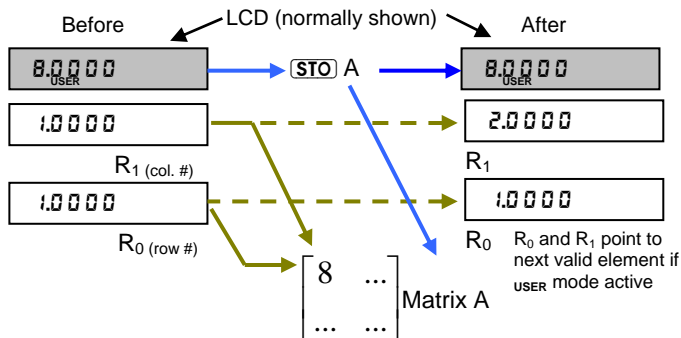 Before
LCD (normally shown)
After
8.0000
USER
STO A
8.0000
USER
1.0000
2.0000
R1 (col. #)
R1
1.0000
1.0000
R0 (row #)
R0
R0 and R1 point to
next valid element if
USER mode active
8 ...
Matrix A
... ...